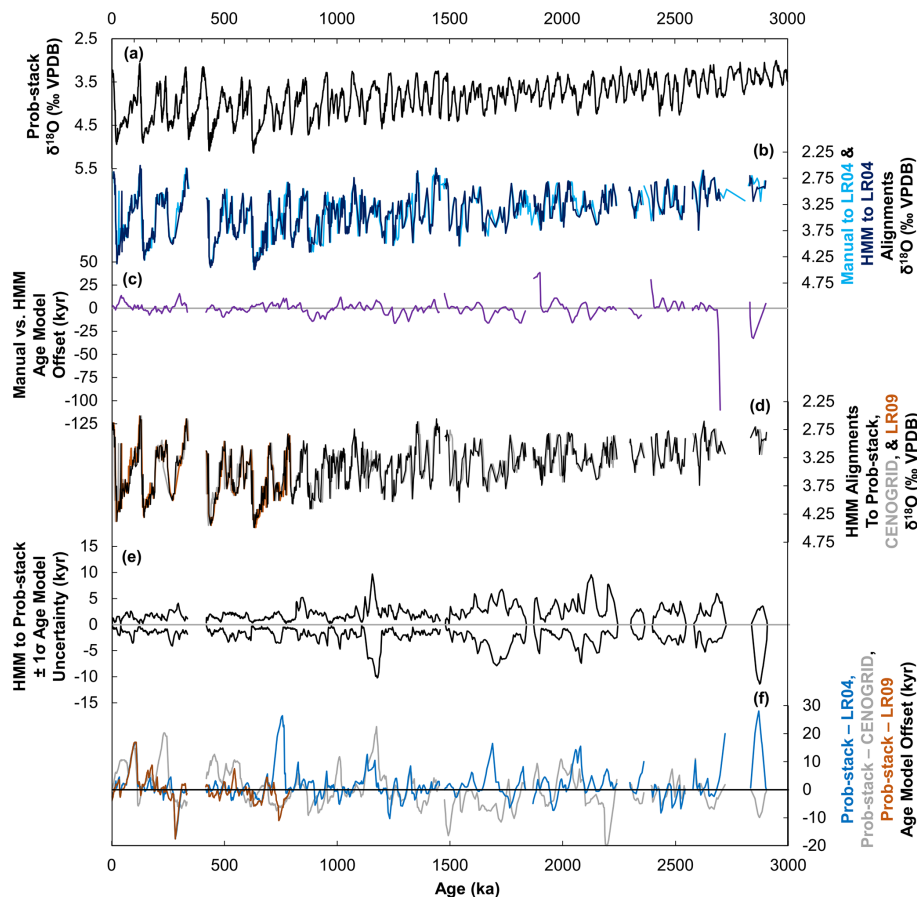 0 500 1000 1500 2000 2500 3000
(a)
2.5
3.5
4.5
5.5
Prob-stack
δ18O (‰ VPDB)
(b)
2.25
2.75
3.25
3.75
4.25
4.75
Manual to LR04 &
HMM to LR04
Alignments
δ18O (‰ VPDB)
(c)
50
25
0
-25
-50
-75
-100
-125
Manual vs. HMM
Age Model
Offset (kyr)
(d)
2.25
2.75
3.25
3.75
4.25
4.75
HMM Alignments
To Prob-stack,
CENOGRID, & LR09
δ18O (‰ VPDB)
(e)
15
10
5
0
-5
-10
-15
HMM to Prob-stack
± 1σ Age Model
Uncertainty (kyr)
(f)
30
20
10
0
-10
-20
Prob-stack – LR04,
Prob-stack – CENOGRID,
Prob-stack – LR09
Age Model Offset (kyr)
0 500 1000 1500 2000 2500 3000
Age (ka)